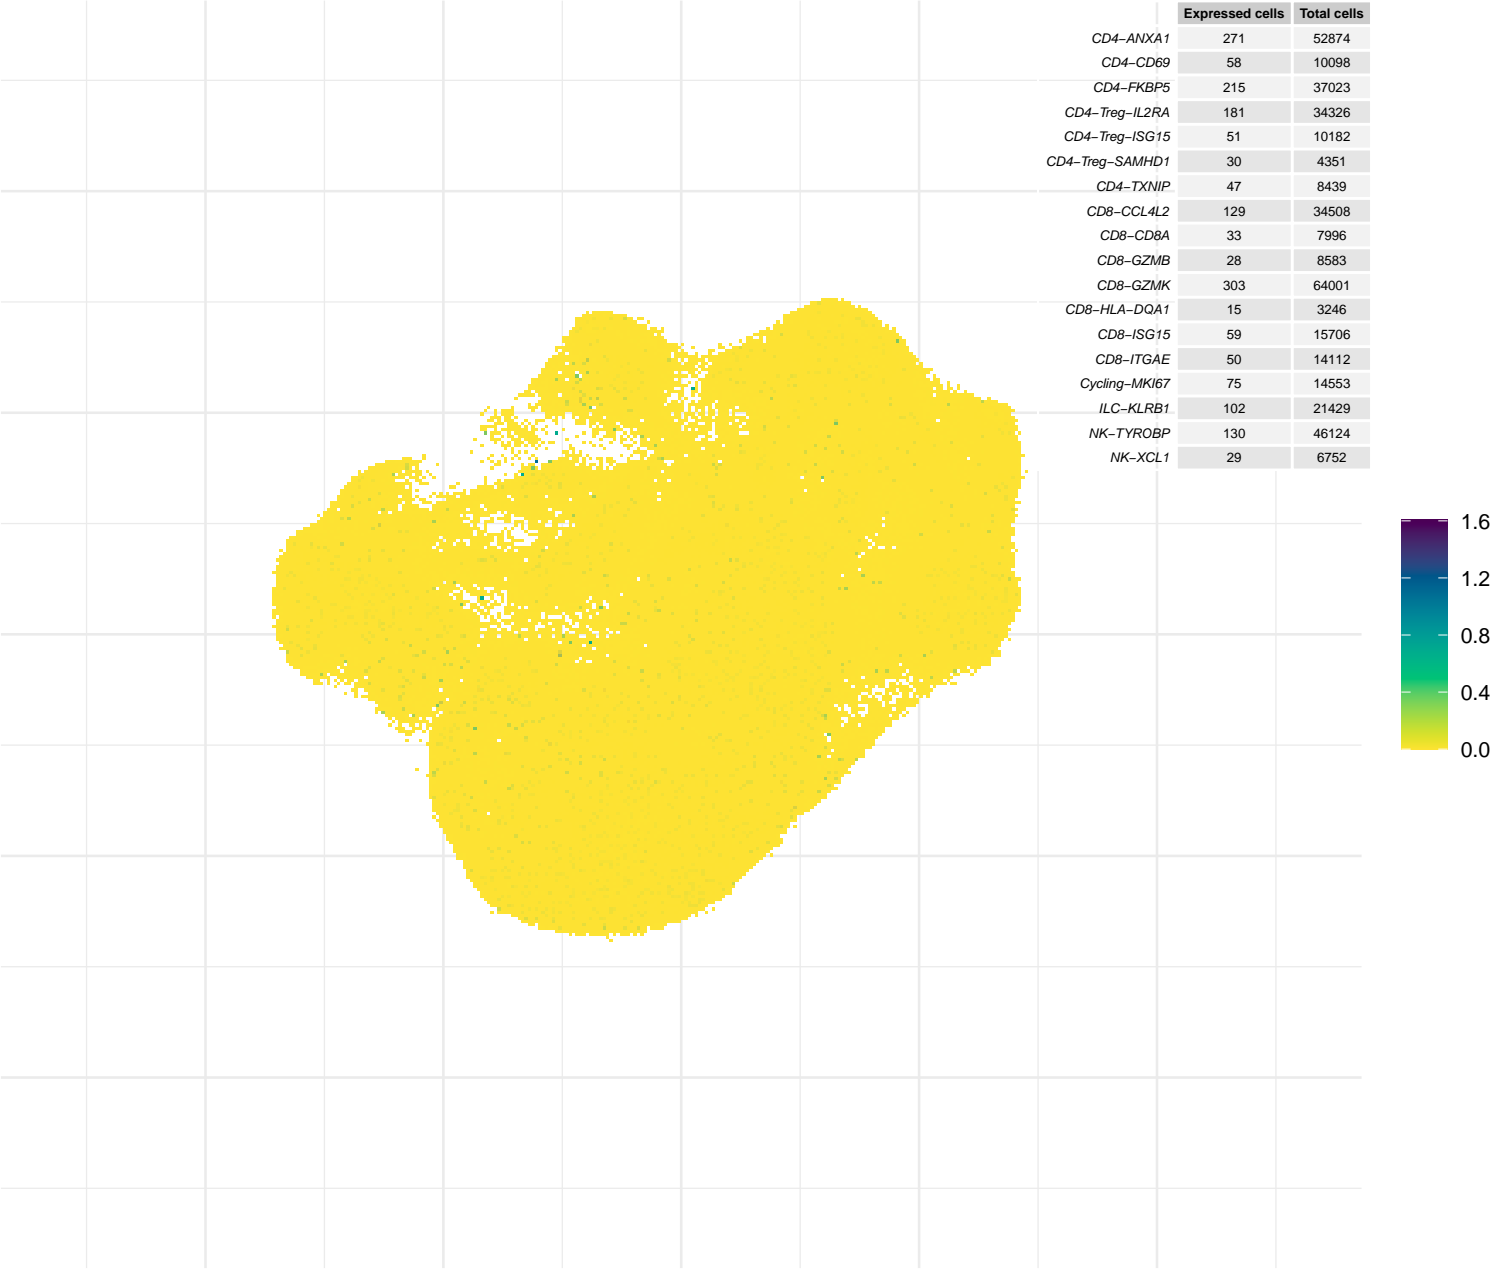 Expressed cells Total cells
CD4−ANXA1 271 52874
CD4−CD69 58 10098
CD4−FKBP5 215 37023
CD4−Treg−IL2RA 181 34326
CD4−Treg−ISG15 51 10182
CD4−Treg−SAMHD1 30 4351
CD4−TXNIP 47 8439
CD8−CCL4L2 129 34508
CD8−CD8A 33 7996
CD8−GZMB 28 8583
CD8−GZMK 303 64001
CD8−HLA−DQA1 15 3246
CD8−ISG15 59 15706
CD8−ITGAE 50 14112
Cycling−MKI67 75 14553
ILC−KLRB1 102 21429
NK−TYROBP 130 46124
NK−XCL1 29 6752
1.6
1.2
0.8
0.4
0.0